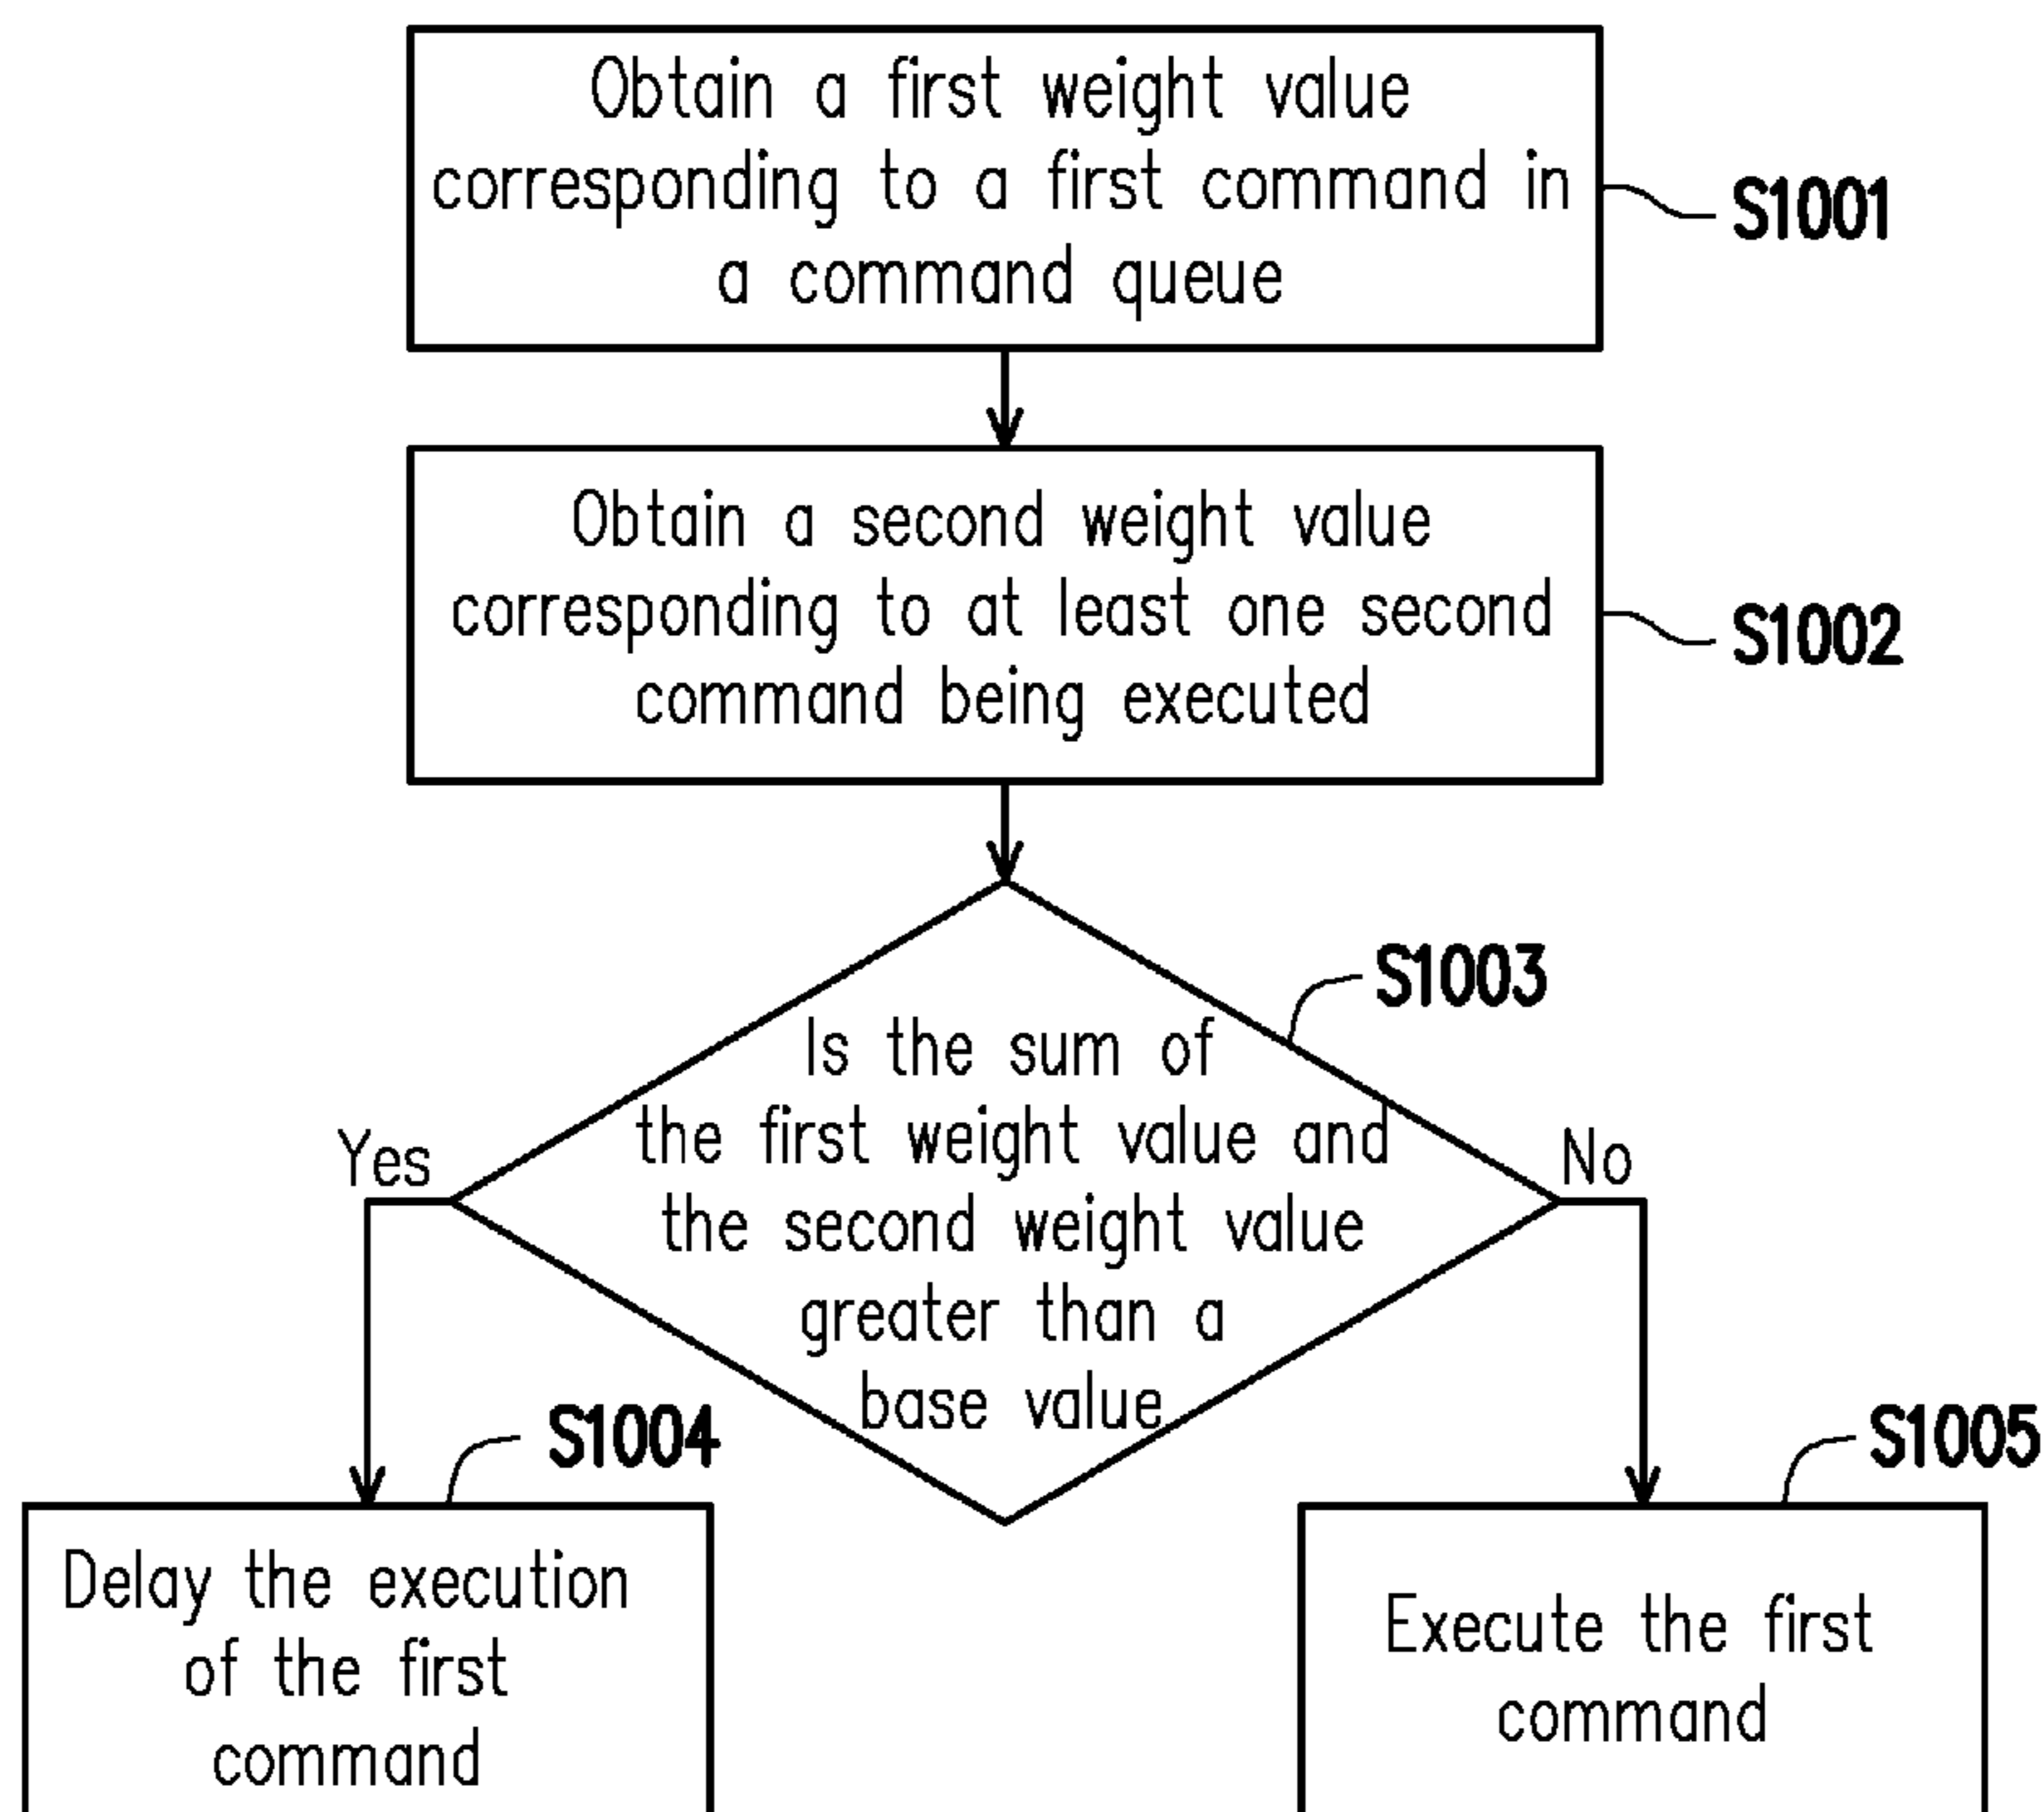 Obtain a first weight value
corresponding to a first command in
a command queue
S1001
Obtain a second weight value
corresponding to at least one second
command being executed
S1002
S1003
Is the sum of
the first weight value and
the second weight value
greater than a
base value
Yes
No
S1004
Delay the execution
of the first
command
S1005
Execute the first
command